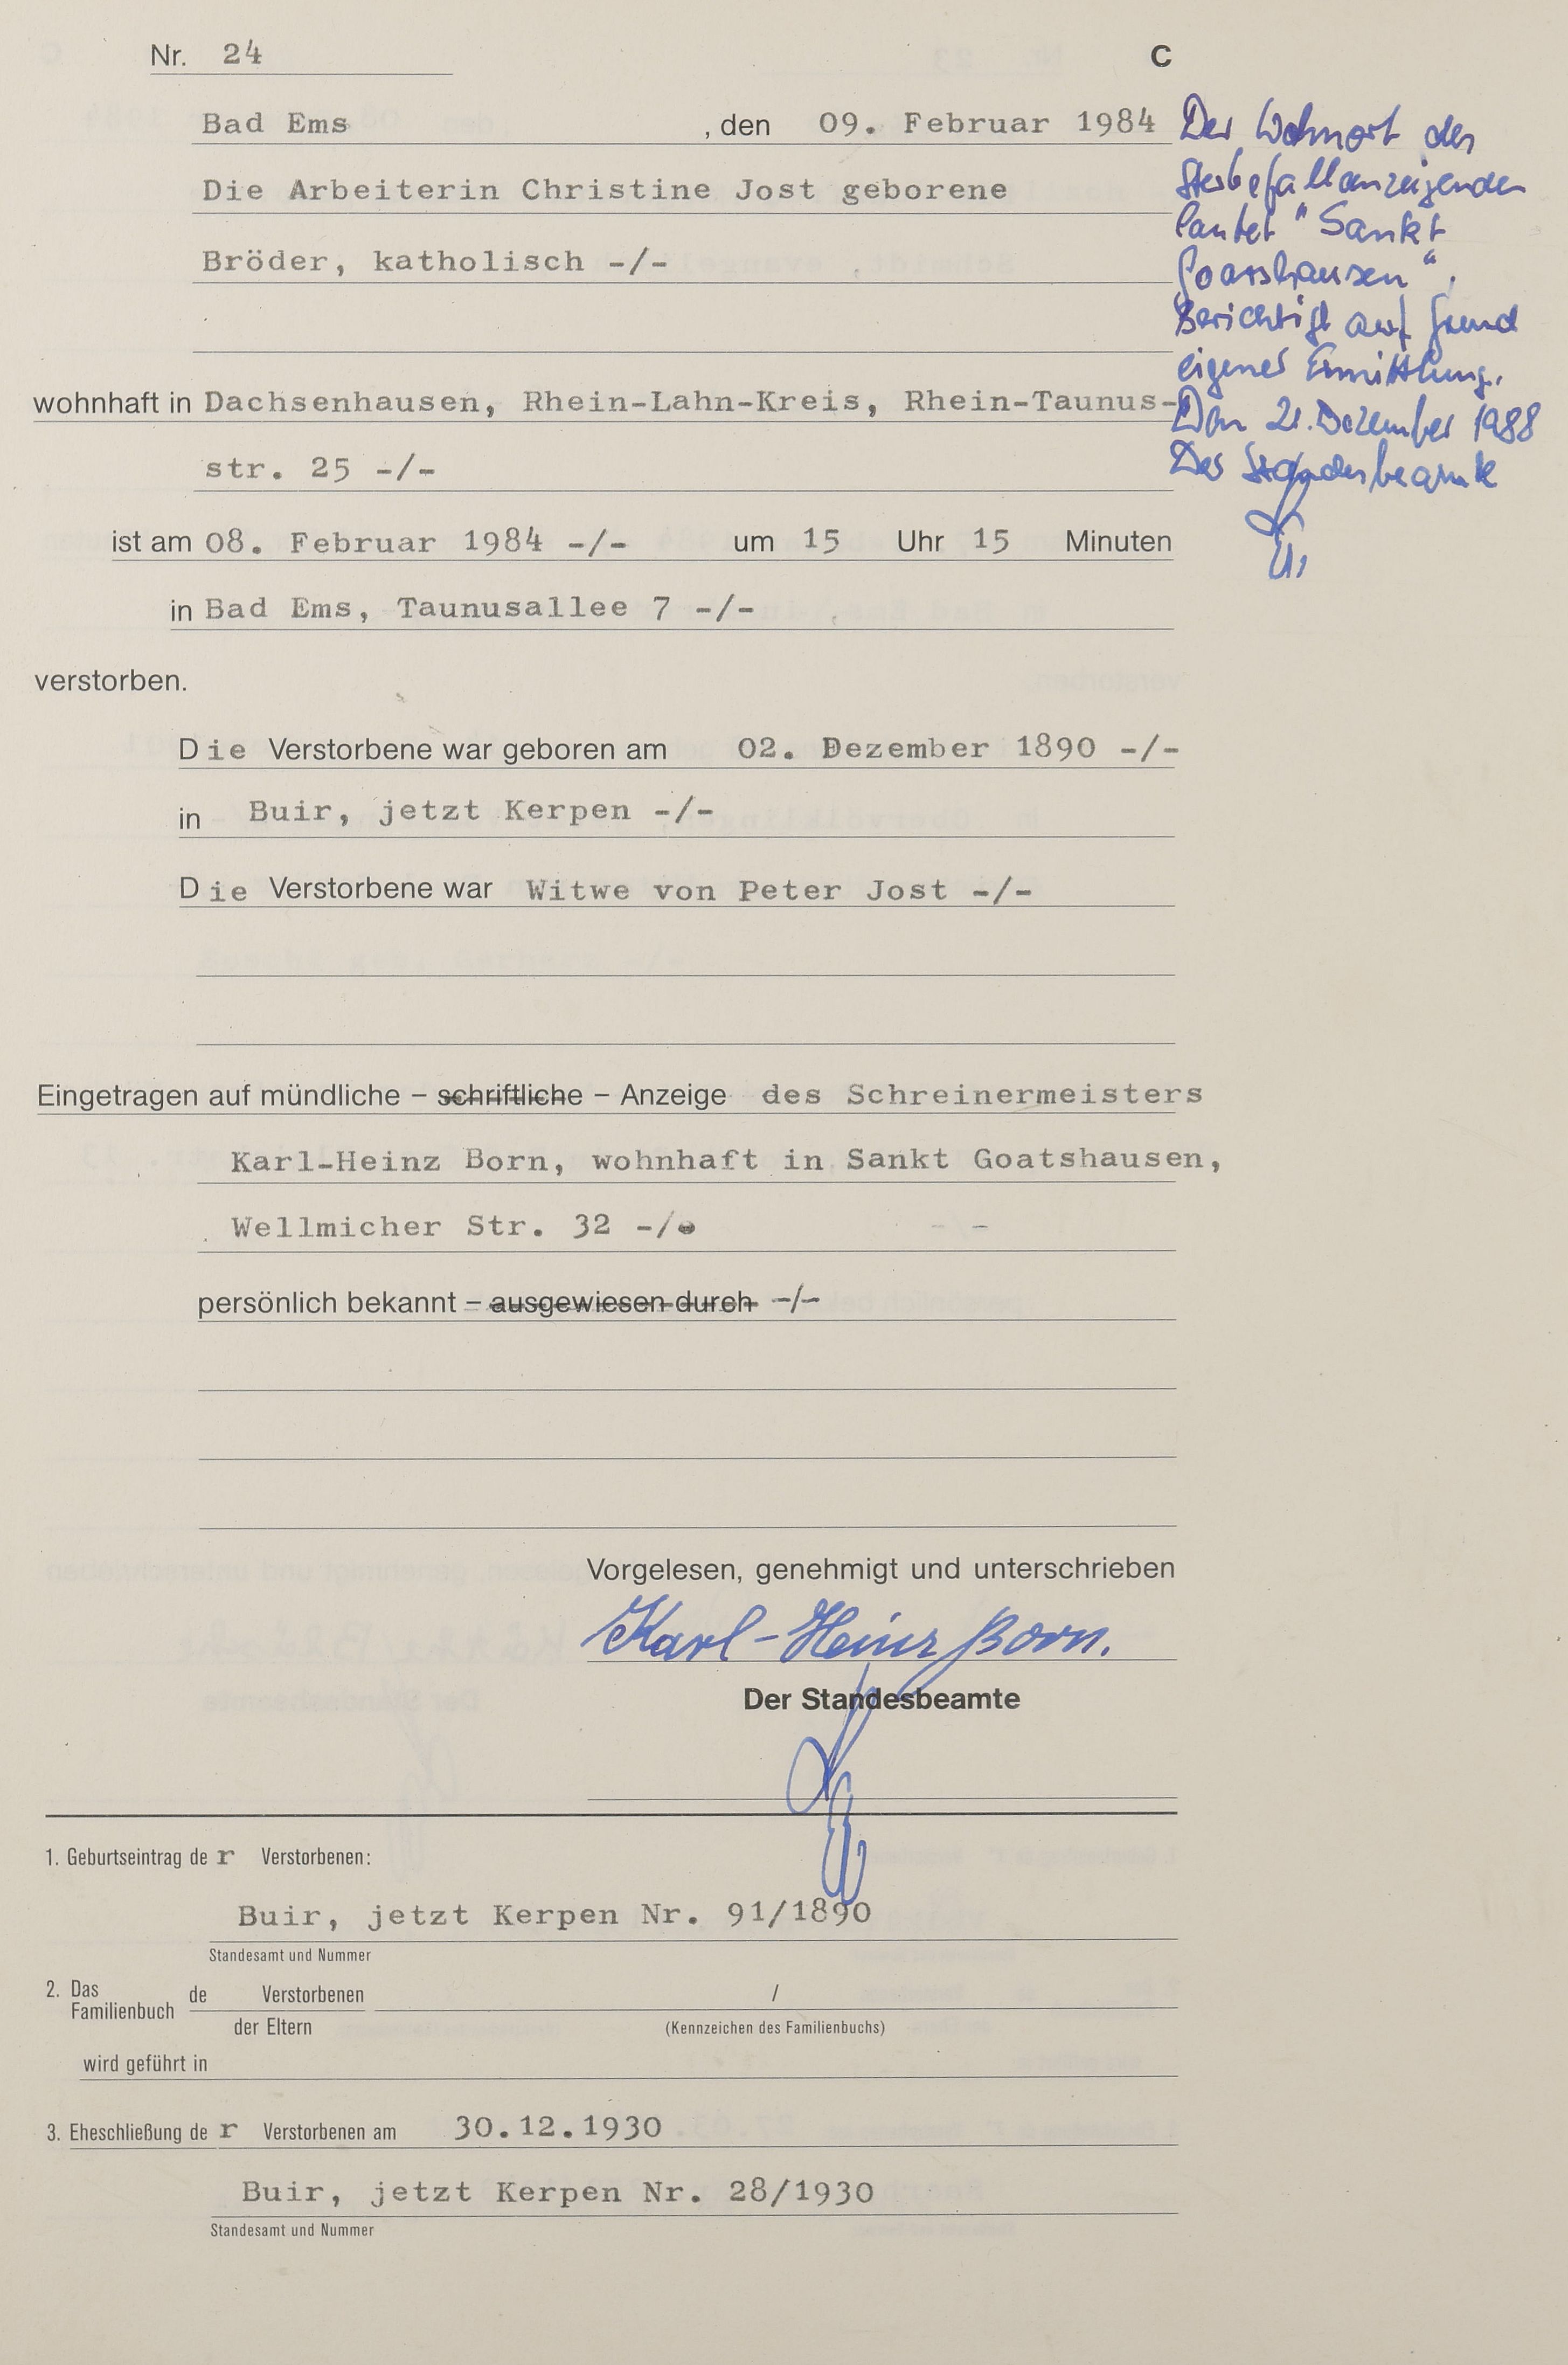 Nr. 24 C
Bad Ems , den 09. Februar 1984
Die Arbeiterin Christine Jost geborene
Bröder, katholisch -/-
wohnhaft in Dachsenhausen, Rhein-Lahn-Kreis, Rhein-Taunus-
str. 25 -/-
ist am 08. Februar 1984 -/- um 15 Uhr 15 Minuten
in Bad Ems, Taunusallee 7 -/-
verstorben.
Die Verstorbene war geboren am 02. Dezember 1890 -/-
in Buir, jetzt Kerpen -/-
Die Verstorbene war Witwe von Peter Jost -/-
Eingetragen auf mündliche – schriftliche – Anzeige des Schreinermeisters
Karl-Heinz Born, wohnhaft in Sankt Goatshausen,
Wellmicher Str. 32 -/-
persönlich bekannt – ausgewiesen durch -/-
Vorgelesen, genehmigt und unterschrieben
Karl-Heinz Born.
Der Standesbeamte
1. Geburtseintrag der Verstorbenen:
Buir, jetzt Kerpen Nr. 91/1890
Standesamt und Nummer
2. Das Familienbuch de Verstorbenen /
der Eltern (Kennzeichen des Familienbuchs)
wird geführt in
3. Eheschließung der Verstorbenen am 30.12.1930
Buir, jetzt Kerpen Nr. 28/1930
Standesamt und Nummer
Der Wohnort des
Sterbefallanzeigenden
lautet "Sankt
Goarshausen".
Berichtigt auf Grund
eigener Ermittlung.
Den 21. Dezember 1988
Der Standesbeamte